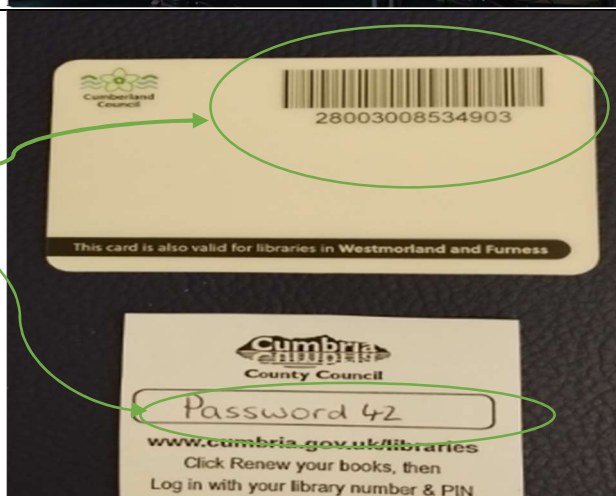 Cumberland
Council
28003008534903
This card is also valid for libraries in Westmorland and Furness
Cumbria
County Council
Password 42
www.cumbria.gov.uk/libraries
Click Renew your books, then
Log in with your library number & PIN